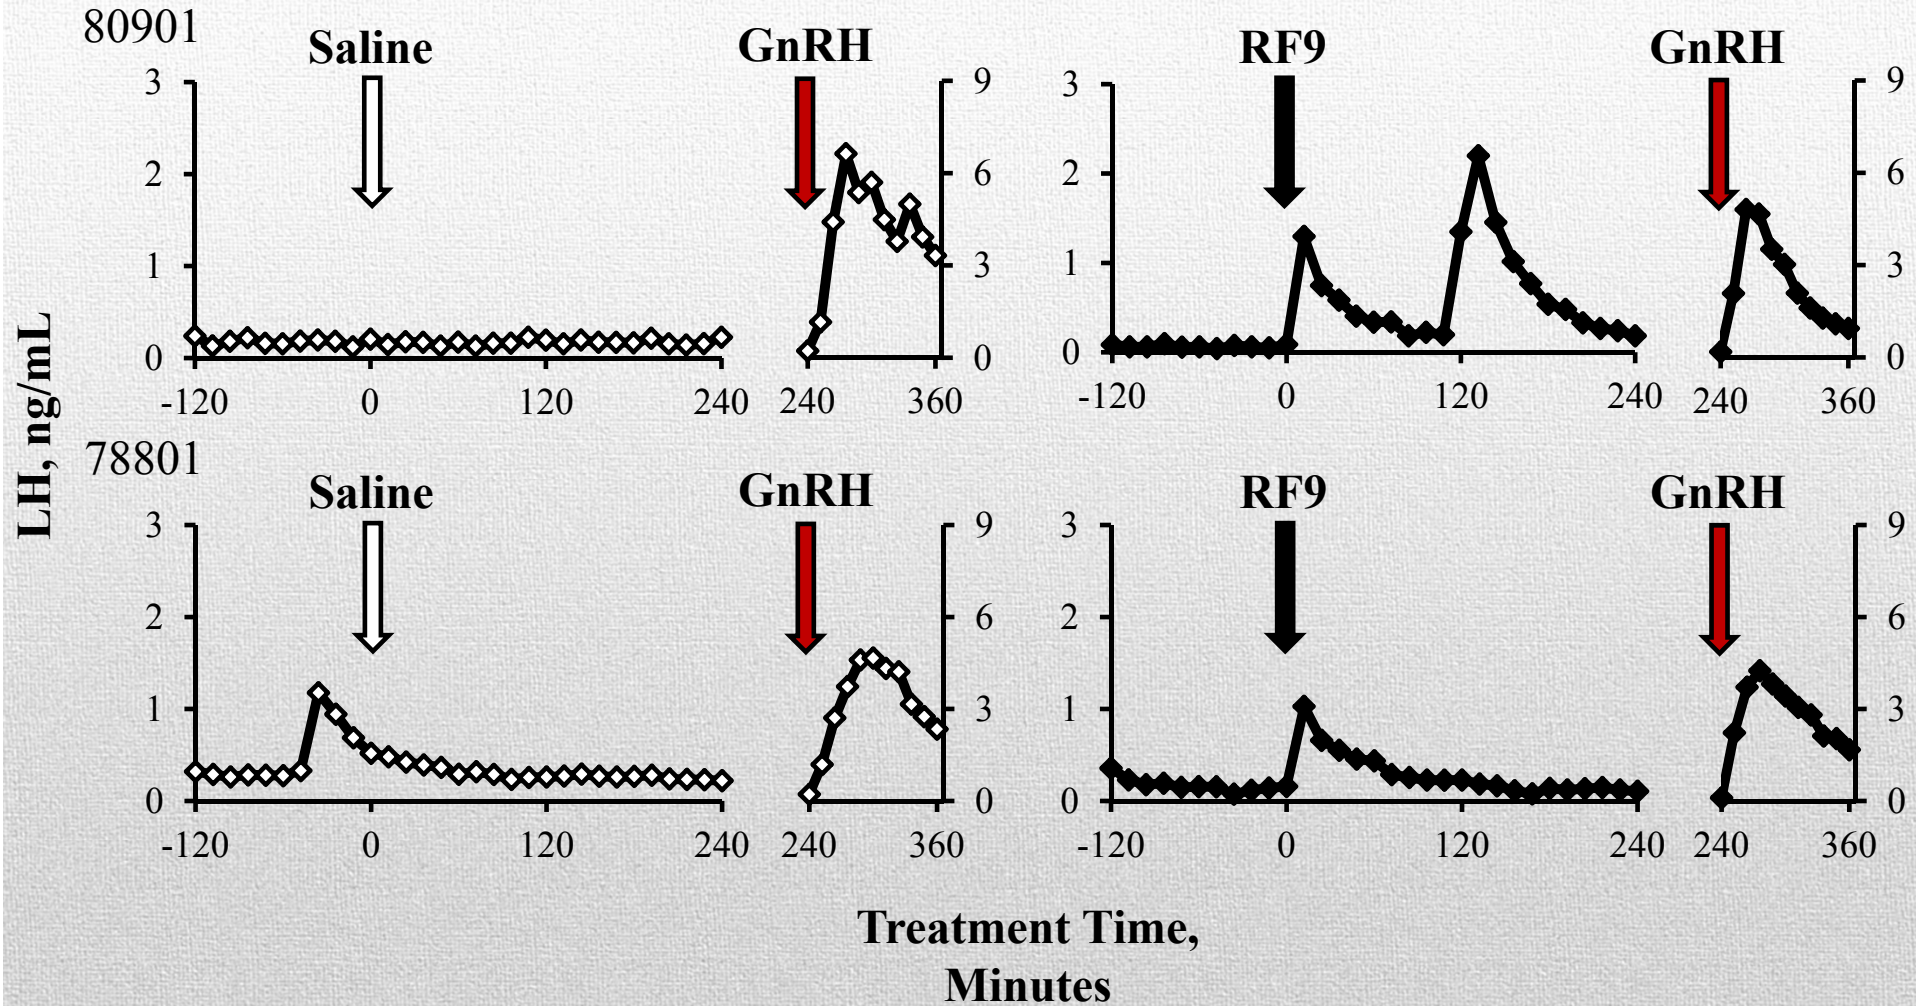 80901
Saline GnRH RF9 GnRH
3 9 3 9
2 6 2 6
1 3 1 3
0 0 0 0
-120 0 120 240 240 360 -120 0 120 240 240 360
LH, ng/mL
78801
Saline GnRH RF9 GnRH
3 9 3 9
2 6 2 6
1 3 1 3
0 0 0 0
-120 0 120 240 240 360 -120 0 120 240 240 360
Treatment Time,
Minutes